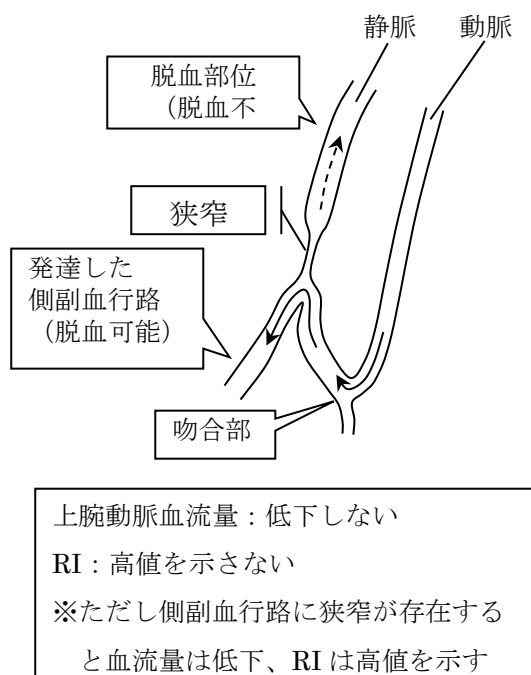 静脈
動脈
脱血部位
（脱血不
狭窄
発達した
側副血行路
（脱血可能）
吻合部
上腕動脈血流量：低下しない
RI：高値を示さない
※ただし側副血行路に狭窄が存在する
と血流量は低下、RI は高値を示す